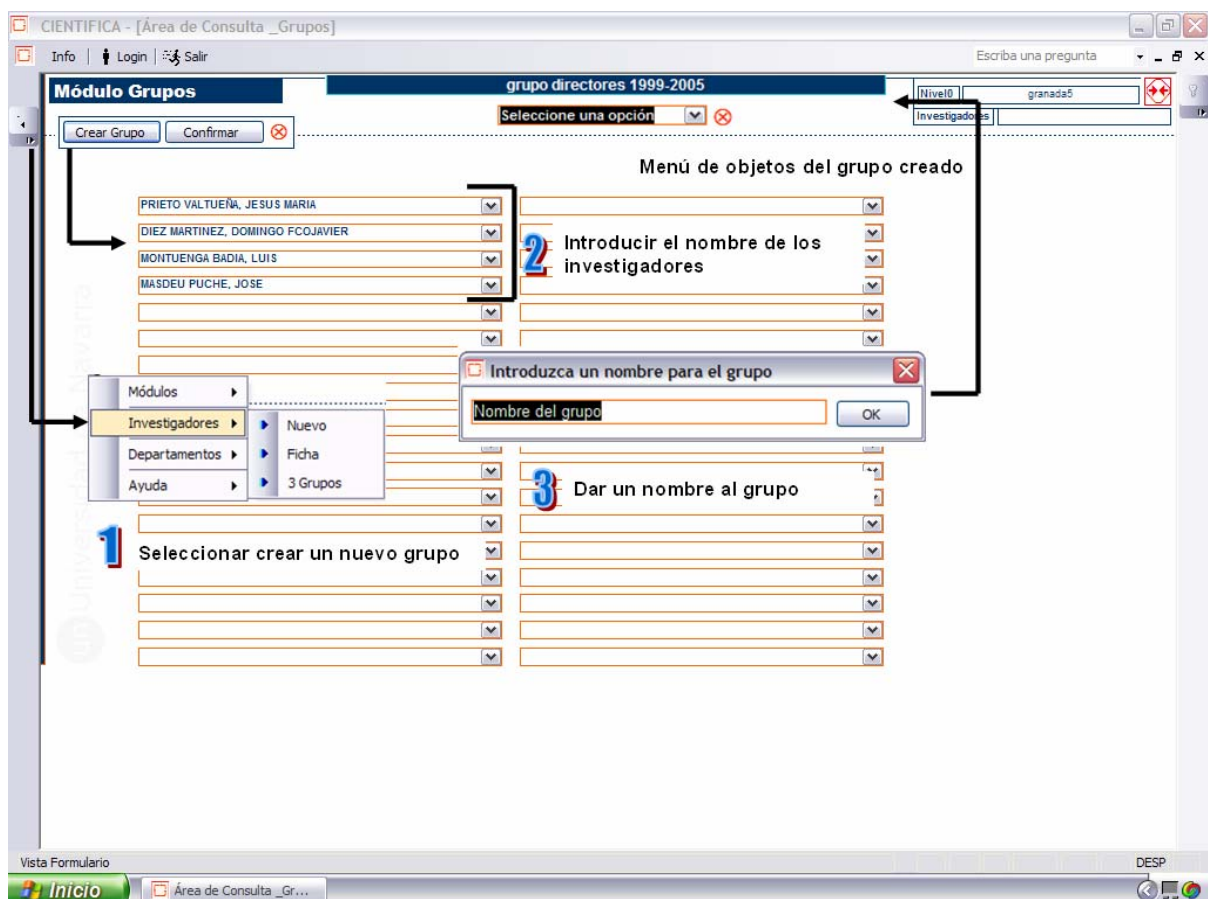 CIENTIFICA - [Área de Consulta _Grupos]
Info | Login | Salir
Escriba una pregunta
Módulo Grupos
grupo directores 1999-2005
Nivel0
granada5
Seleccione una opción
Investigadores
Crear Grupo
Confirmar
Menú de objetos del grupo creado
PRIETO VALTUEÑA, JESUS MARIA
DIEZ MARTINEZ, DOMINGO FCOJAVIER
MONTUENGA BADIA, LUIS
MASDEU PUCHE, JOSE
2 Introducir el nombre de los
investigadores
Introduzca un nombre para el grupo
Nombre del grupo
OK
Módulos
Investigadores
Departamentos
Ayuda
Nuevo
Ficha
3 Grupos
3 Dar un nombre al grupo
1 Seleccionar crear un nuevo grupo
Universidad Navarra
Vista Formulario
DESP
Inicio
Área de Consulta _Gr...